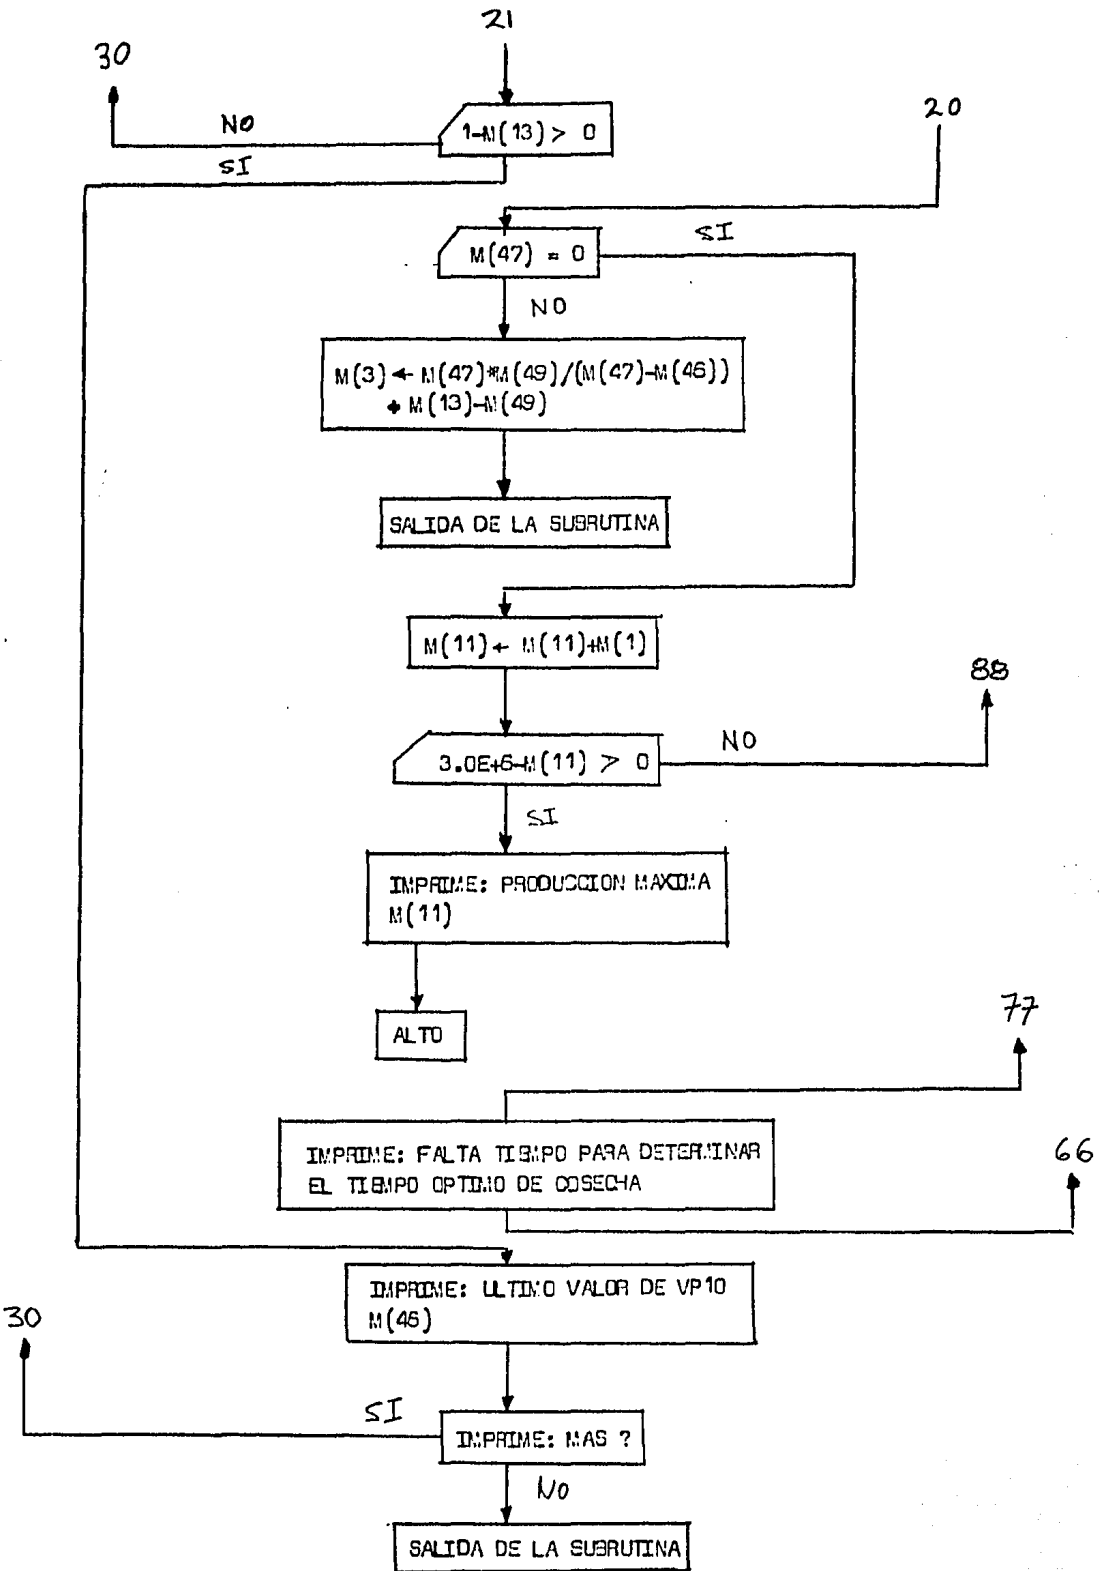 21
30
1-M(13) > 0
NO
SI
20
M(47) = 0
SI
NO
M(3) ← M(47)*M(49)/(M(47)-M(46))
+ M(13)-M(49)
SALIDA DE LA SUBRUTINA
M(11) ← M(11)+M(1)
88
3.0E+6-M(11) > 0
NO
SI
IMPRIME: PRODUCCION MAXIMA
M(11)
ALTO
77
IMPRIME: FALTA TIEMPO PARA DETERMINAR
EL TIEMPO OPTIMO DE COSECHA
66
IMPRIME: ULTIMO VALOR DE VP10
M(46)
30
SI
IMPRIME: MAS ?
NO
SALIDA DE LA SUBRUTINA